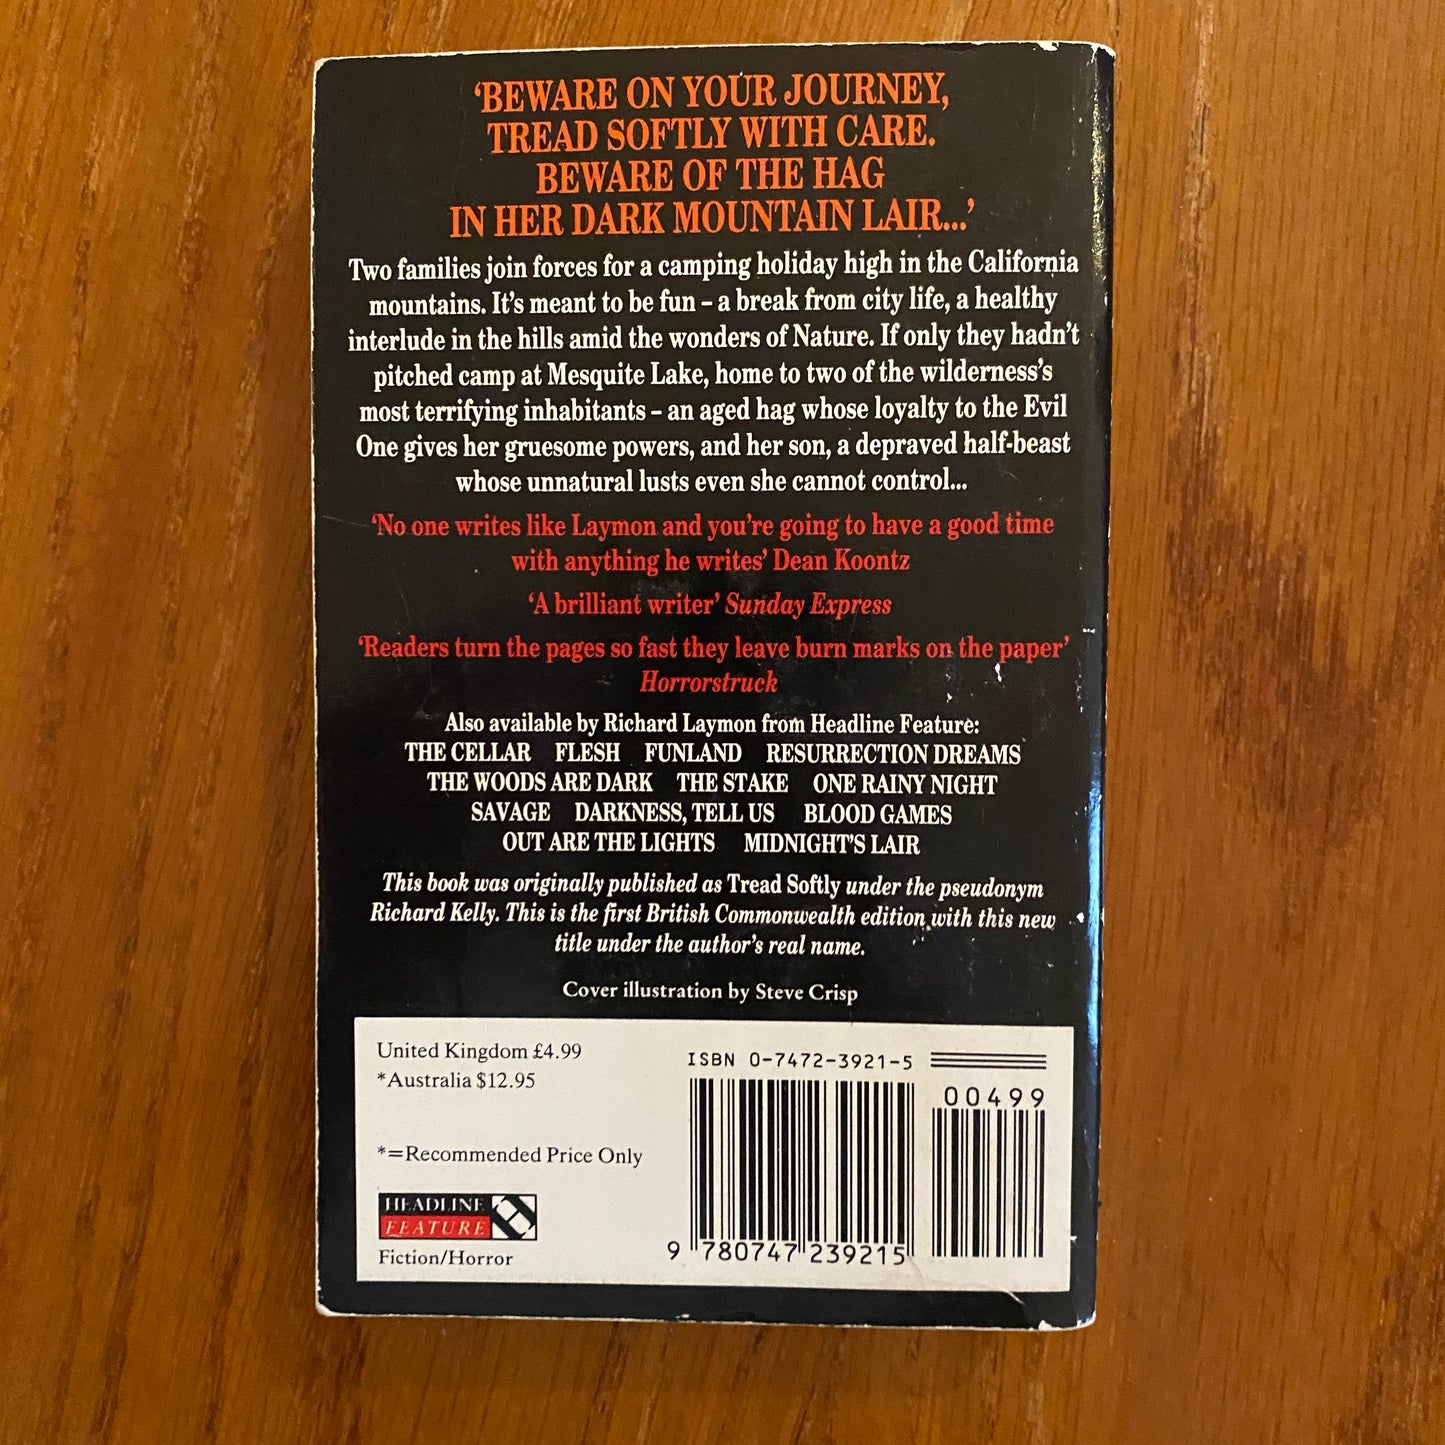 ‘BEWARE ON YOUR JOURNEY,
TREAD SOFTLY WITH CARE.
BEWARE OF THE HAG
IN HER DARK MOUNTAIN LAIR...’
Two families join forces for a camping holiday high in the California
mountains. It’s meant to be fun – a break from city life, a healthy
interlude in the hills amid the wonders of Nature. If only they hadn’t
pitched camp at Mesquite Lake, home to two of the wilderness’s
most terrifying inhabitants – an aged hag whose loyalty to the Evil
One gives her gruesome powers, and her son, a depraved half-beast
whose unnatural lusts even she cannot control...
‘No one writes like Laymon and you’re going to have a good time
with anything he writes’ Dean Koontz
‘A brilliant writer’ Sunday Express
‘Readers turn the pages so fast they leave burn marks on the paper’
Horrorstruck
Also available by Richard Laymon from Headline Feature:
THE CELLAR FLESH FUNLAND RESURRECTION DREAMS
THE WOODS ARE DARK THE STAKE ONE RAINY NIGHT
SAVAGE DARKNESS, TELL US BLOOD GAMES
OUT ARE THE LIGHTS MIDNIGHT’S LAIR
This book was originally published as Tread Softly under the pseudonym
Richard Kelly. This is the first British Commonwealth edition with this new
title under the author’s real name.
Cover illustration by Steve Crisp
United Kingdom £4.99
*Australia $12.95
*=Recommended Price Only
HEADLINE
FEATURE
Fiction/Horror
ISBN 0-7472-3921-5
00499
9 780747 239215